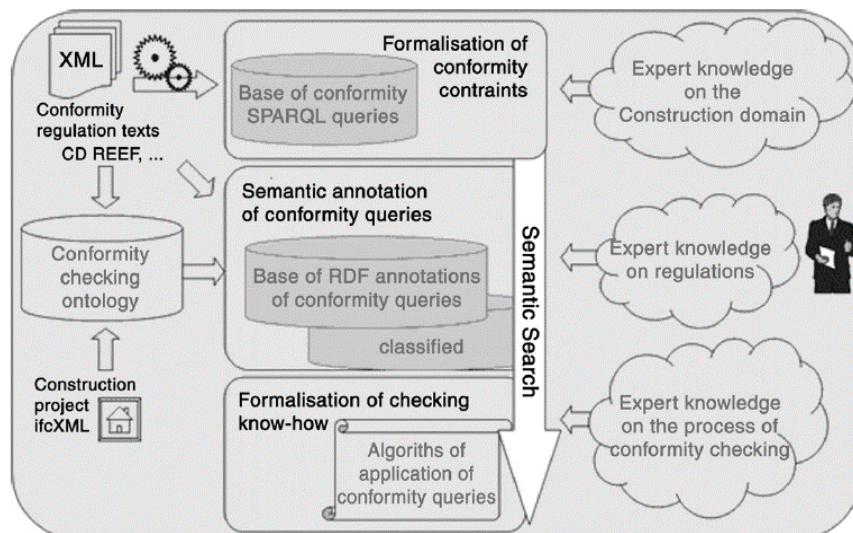 XML
Conformity
regulation texts
CD REEF, ...
Formalisation of
conformity
contraints
Base of conformity
SPARQL queries
Expert knowledge
on the
Construction domain
Semantic annotation
of conformity queries
Conformity
checking
ontology
Base of RDF annotations
of conformity queries
classified
Semantic Search
Expert knowledge
on regulations
Construction
project
ifcXML
Formalisation of checking
know-how
Algoriths of
application of
conformity queries
Expert knowledge
on the process of
conformity checking